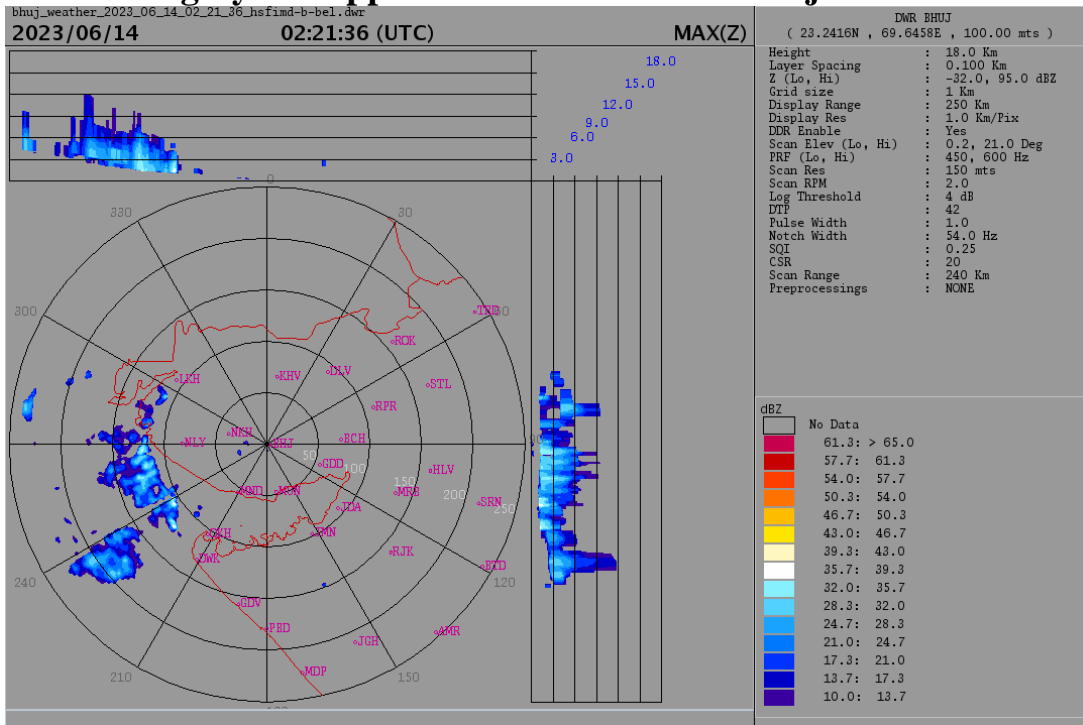 bhuj_weather_2023_06_14_02_21_36_hsfimd-b-bel.dwr
2023/06/14 02:21:36 (UTC) MAX(Z)
18.0
15.0
12.0
9.0
6.0
3.0
0
30
330
300
60
ROK
LKH
KHV
DLV
STL
RPR
NKH
NLY
BHJ
BCH
90
50
GDD
100
HLV
150
MRB
200
SRN
250
MND
MDN
JDA
OKH
JMN
DWK
RJK
240
120
GDV
PBD
AMR
JGH
MDP
210
150
DWR BHUJ
( 23.2416N , 69.6458E , 100.00 mts )
Height : 18.0 Km
Layer Spacing : 0.100 Km
Z (Lo, Hi) : -32.0, 95.0 dBZ
Grid size : 1 Km
Display Range : 250 Km
Display Res : 1.0 Km/Pix
DDR Enable : Yes
Scan Elev (Lo, Hi) : 0.2, 21.0 Deg
PRF (Lo, Hi) : 450, 600 Hz
Scan Res : 150 mts
Scan RPM : 2.0
Log Threshold : 4 dB
DTP : 42
Pulse Width : 1.0
Notch Width : 54.0 Hz
SQI : 0.25
CSR : 20
Scan Range : 240 Km
Preprocessings : NONE
dBZ
No Data
61.3: > 65.0
57.7: 61.3
54.0: 57.7
50.3: 54.0
46.7: 50.3
43.0: 46.7
39.3: 43.0
35.7: 39.3
32.0: 35.7
28.3: 32.0
24.7: 28.3
21.0: 24.7
17.3: 21.0
13.7: 17.3
10.0: 13.7